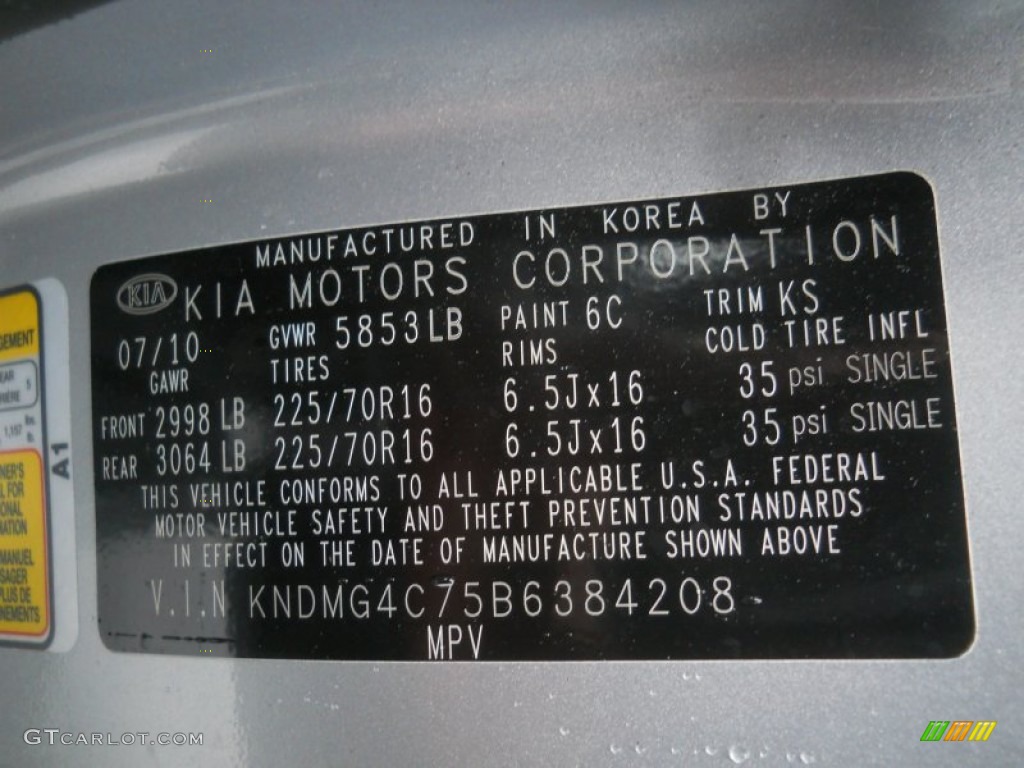 MANUFACTURED IN KOREA BY
KIA KIA MOTORS CORPORATION
07/10 GVWR 5853LB PAINT 6C TRIM KS
GAWR TIRES RIMS COLD TIRE INFL
FRONT 2998 LB 225/70R16 6.5Jx16 35 psi SINGLE
REAR 3064 LB 225/70R16 6.5Jx16 35 psi SINGLE
THIS VEHICLE CONFORMS TO ALL APPLICABLE U.S.A. FEDERAL
MOTOR VEHICLE SAFETY AND THEFT PREVENTION STANDARDS
IN EFFECT ON THE DATE OF MANUFACTURE SHOWN ABOVE
V.I.N KNDMG4C75B6384208
MPV
A1
MANUEL
GTCARLOT.COM